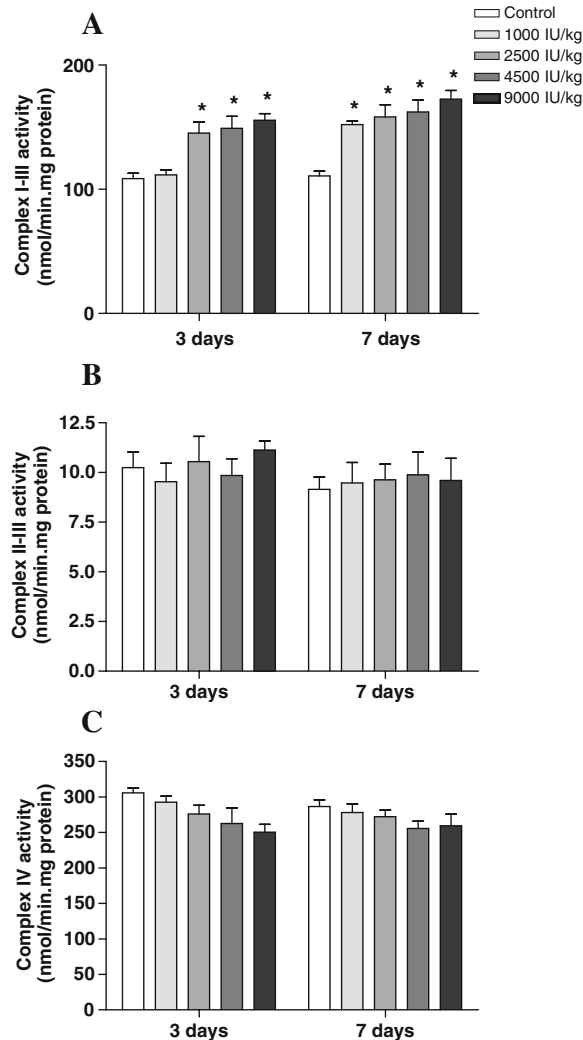 A
Control
1000 IU/kg
2500 IU/kg
4500 IU/kg
9000 IU/kg
Complex I-III activity
(nmol/min.mg protein)
200
100
0
* * *
* * * *
3 days 7 days
B
Complex II-III activity
(nmol/min.mg protein)
12.5
10.0
7.5
5.0
2.5
0.0
3 days 7 days
C
Complex IV activity
(nmol/min.mg protein)
350
300
250
200
150
100
50
0
3 days 7 days